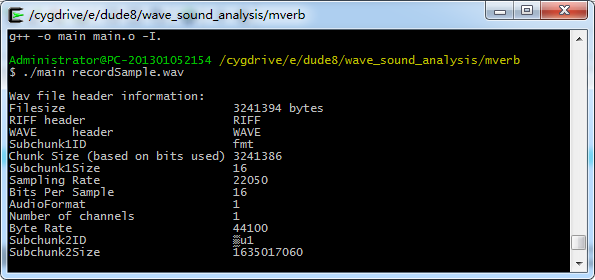 /cygdrive/e/dude8/wave_sound_analysis/mverb
g++ -o main main.o -I.
Administrator@PC-201301052154 /cygdrive/e/dude8/wave_sound_analysis/mverb
$ ./main recordSample.wav
Wav file header information:
Filesize 3241394 bytes
RIFF header RIFF
WAVE header WAVE
Subchunk1ID fmt
Chunk Size (based on bits used) 3241386
Subchunk1Size 16
Sampling Rate 22050
Bits Per Sample 16
AudioFormat 1
Number of channels 1
Byte Rate 44100
Subchunk2ID ▒u1
Subchunk2Size 1635017060